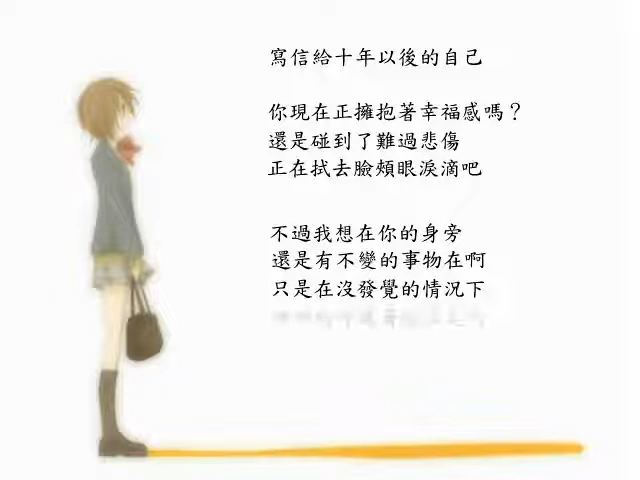 寫信給十年以後的自己
你現在正擁抱著幸福感嗎？
還是碰到了難過悲傷
正在拭去臉頰眼淚滴吧
不過我想在你的身旁
還是有不變的事物在啊
只是在沒發覺的情況下